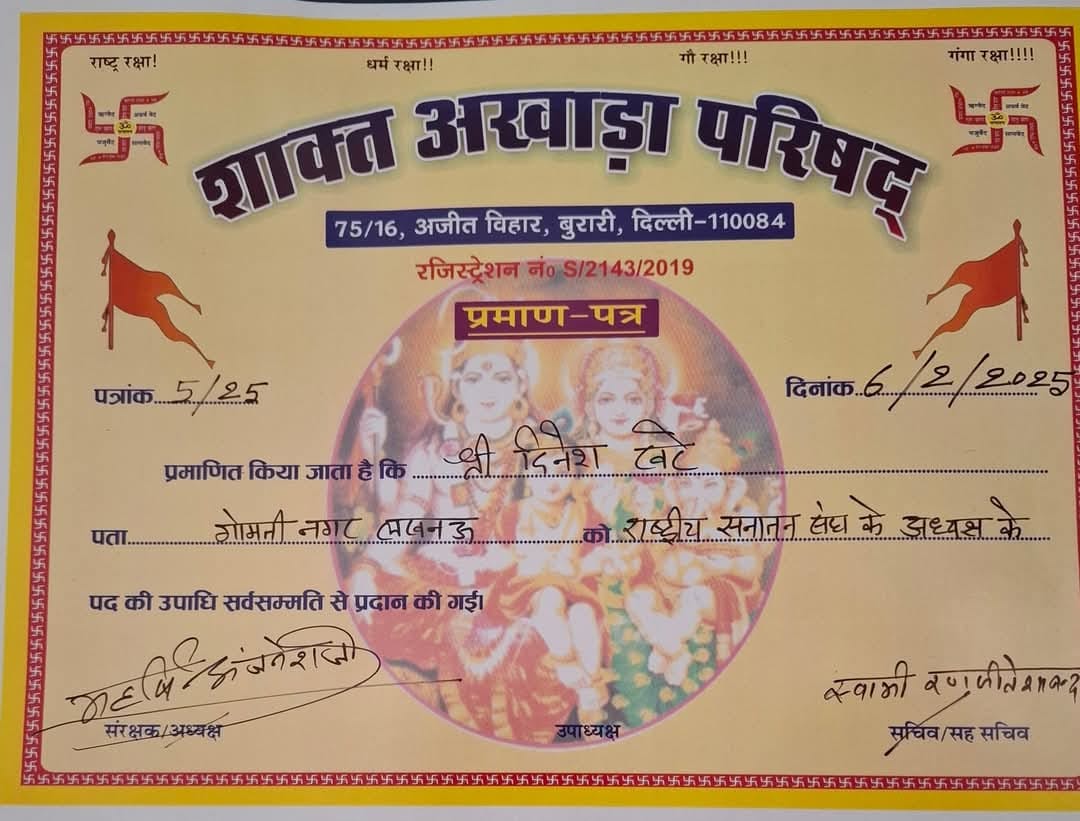 राष्ट्र रक्षा! धर्म रक्षा!! गौ रक्षा!!! गंगा रक्षा!!!!
शाक्त अखाड़ा परिषद्
75/16, अजीत विहार, बुरारी, दिल्ली-110084
रजिस्ट्रेशन नं० S/2143/2019
प्रमाण-पत्र
पत्रांक 5/25 दिनांक 6/2/2025
प्रमाणित किया जाता है कि श्री दिनेश खटे
पता गोमती नगर लखनऊ को राष्ट्रीय सनातन संघ के अध्यक्ष के
पद की उपाधि सर्वसम्मति से प्रदान की गई।
महर्षि स्वामी
संरक्षक/अध्यक्ष उपाध्यक्ष सचिव/सह सचिव